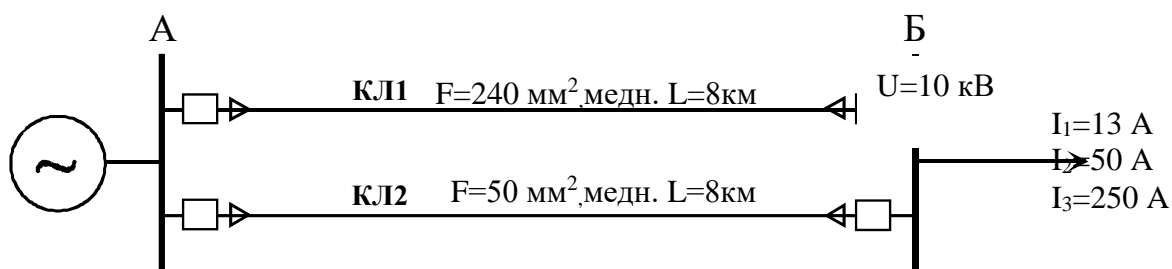 А
Б
КЛ1 F=240 мм²,медн. L=8км
U=10 кВ
I₁=13 А
I₂=50 А
КЛ2 F=50 мм²,медн. L=8км
I₃=250 А
~